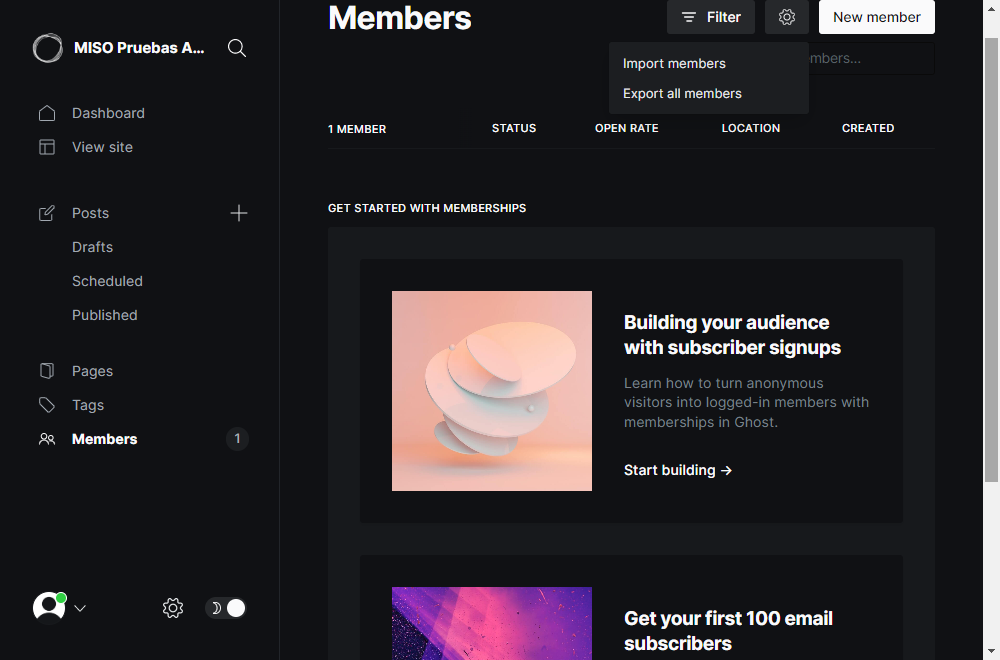 MISO Pruebas A...
Dashboard
View site
Posts
Drafts
Scheduled
Published
Pages
Tags
Members
1
Members
Filter
New member
Import members
Export all members
mbers...
1 MEMBER
STATUS
OPEN RATE
LOCATION
CREATED
GET STARTED WITH MEMBERSHIPS
Building your audience
with subscriber signups
Learn how to turn anonymous
visitors into logged-in members with
memberships in Ghost.
Start building →
Get your first 100 email
subscribers